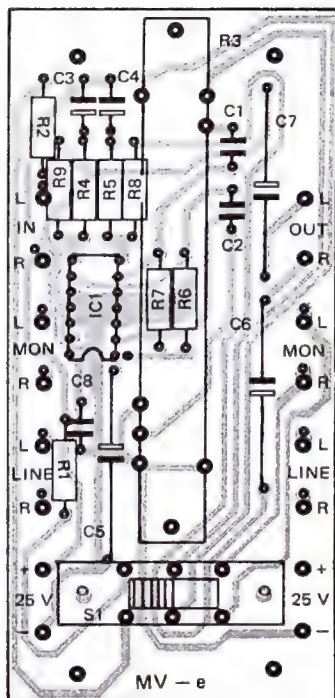 R3
C3 C4
C1 C7
R2
R9 R4 R5 R8
L L
IN C2 OUT
R R
IC1 R7 R6
L C6 L
MON MON
R R
C8
L L
LINE R1 LINE
R R
C5
+ +
25 V 25 V
S1
– –
MV – e